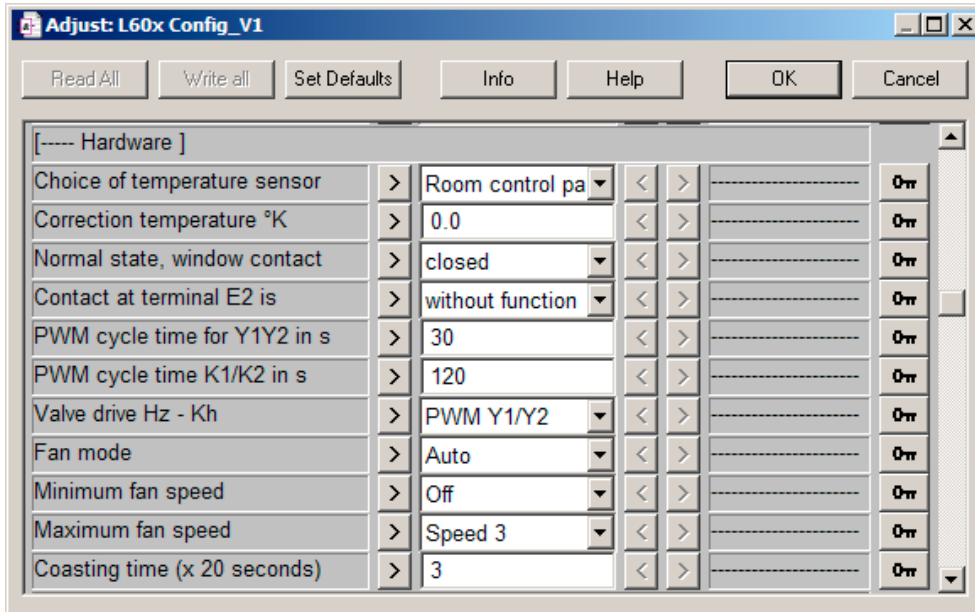 Adjust: L60x Config_V1
Read All Write all Set Defaults Info Help OK Cancel
[----- Hardware ]
Choice of temperature sensor > Room control pa < > ----------------------
Correction temperature °K > 0.0 < > ----------------------
Normal state, window contact > closed < > ----------------------
Contact at terminal E2 is > without function < > ----------------------
PWM cycle time for Y1Y2 in s > 30 < > ----------------------
PWM cycle time K1/K2 in s > 120 < > ----------------------
Valve drive Hz - Kh > PWM Y1/Y2 < > ----------------------
Fan mode > Auto < > ----------------------
Minimum fan speed > Off < > ----------------------
Maximum fan speed > Speed 3 < > ----------------------
Coasting time (x 20 seconds) > 3 < > ----------------------